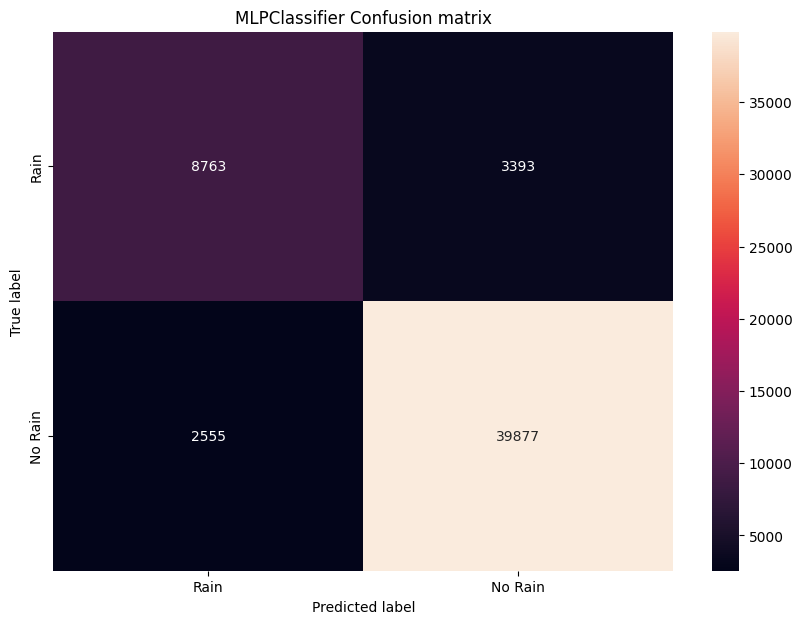 MLPClassifier Confusion matrix
True label
Rain
No Rain
8763
3393
2555
39877
Rain
No Rain
Predicted label
35000
30000
25000
20000
15000
10000
5000